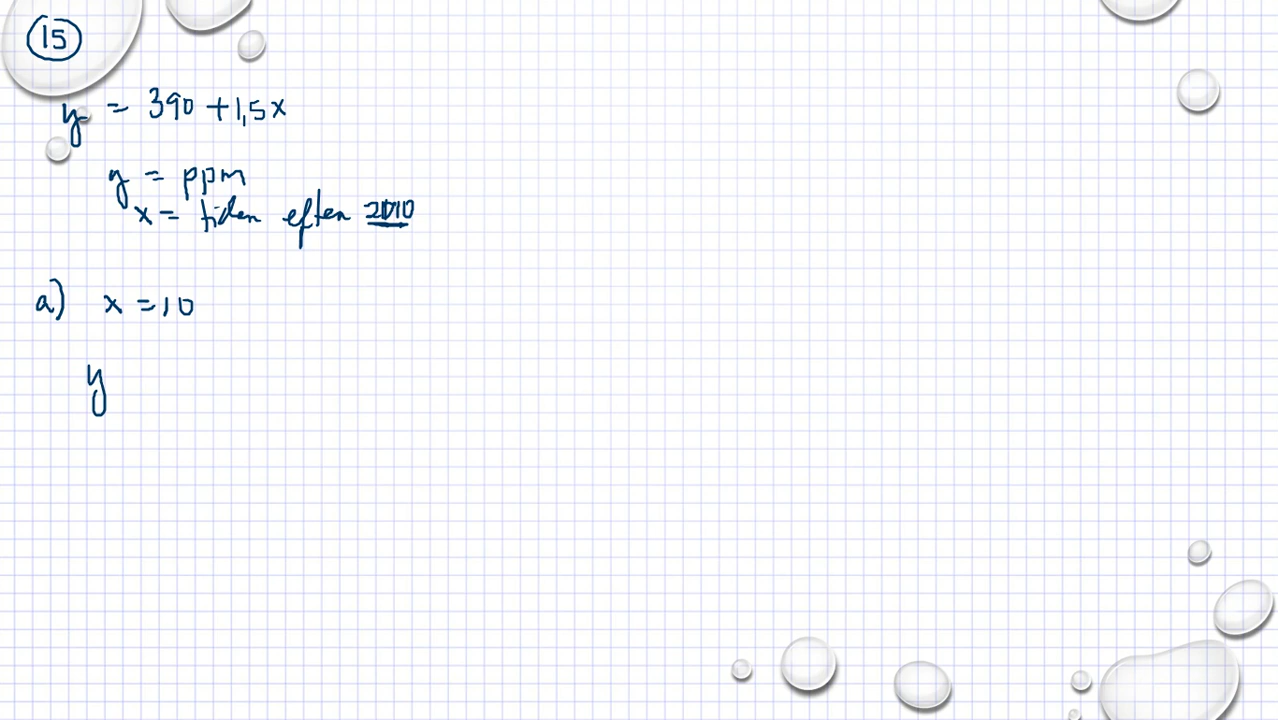 15
y = 390 + 1,5x
y = ppm
x = tiden efter 2010
a) x = 10
y